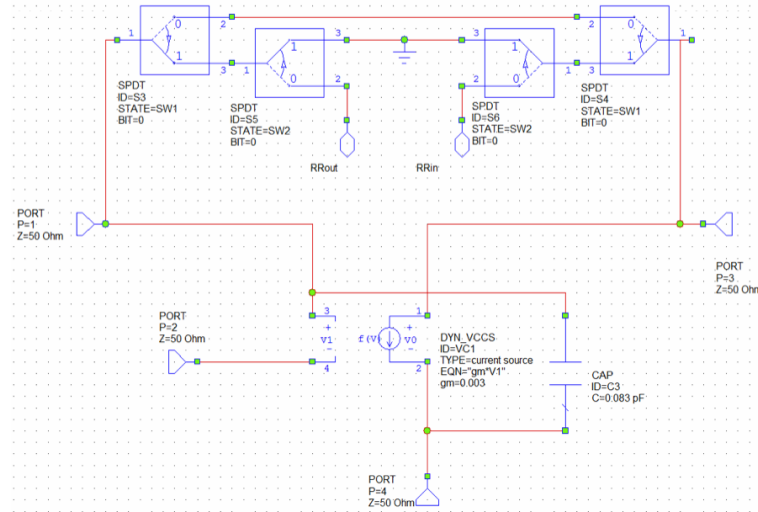 1
0
1
2
3
SPDT
ID=S3
STATE=SW1
BIT=0
1
1
0
3
2
SPDT
ID=S5
STATE=SW2
BIT=0
RRout
3
2
1
0
1
SPDT
ID=S6
STATE=SW2
BIT=0
RRin
2
3
0
1
1
SPDT
ID=S4
STATE=SW1
BIT=0
PORT
P=1
Z=50 Ohm
PORT
P=3
Z=50 Ohm
PORT
P=2
Z=50 Ohm
3
+
V1
-
4
f(V)
1
+
V0
-
2
DYN_VCCS
ID=VC1
TYPE=current source
EQN="gm*V1"
gm=0.003
CAP
ID=C3
C=0.083 pF
PORT
P=4
Z=50 Ohm